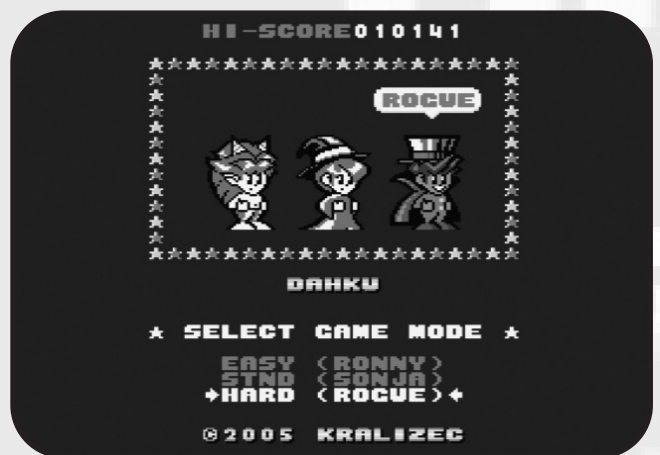 HI-SCORE010141
ROGUE
DAHKU
★ SELECT GAME MODE ★
EASY (RONNY)
STND (SONJA)
→HARD (ROGUE)←
©2005 KRALIZEC